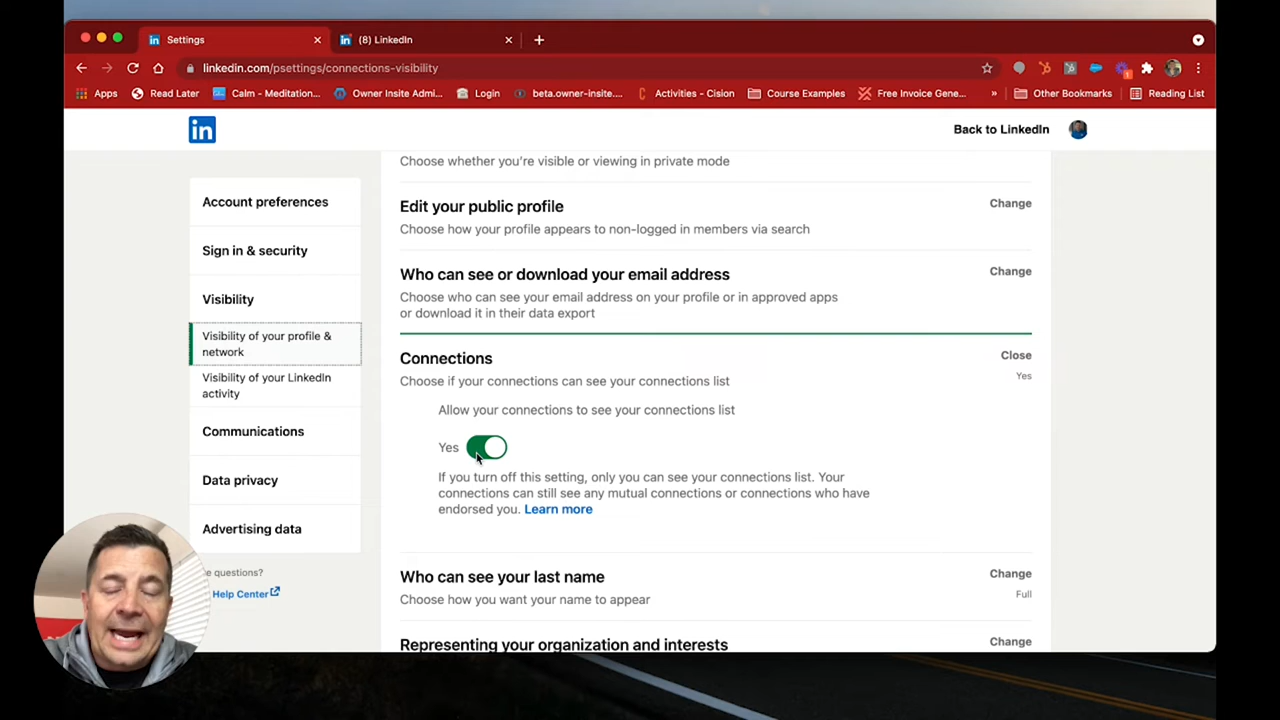 Settings
(8) LinkedIn
linkedin.com/psettings/connections-visibility
Apps
Read Later
Calm - Meditation...
Owner Insite Admi...
Login
beta.owner-insite....
Activities - Cision
Course Examples
Free Invoice Gene...
»
Other Bookmarks
Reading List
in
Back to LinkedIn
Account preferences
Sign in & security
Visibility
Visibility of your profile &
network
Visibility of your LinkedIn
activity
Communications
Data privacy
Advertising data
questions?
Help Center
Choose whether you're visible or viewing in private mode
Edit your public profile
Change
Choose how your profile appears to non-logged in members via search
Who can see or download your email address
Change
Choose who can see your email address on your profile or in approved apps
or download it in their data export
Connections
Close
Choose if your connections can see your connections list
Yes
Allow your connections to see your connections list
Yes
If you turn off this setting, only you can see your connections list. Your
connections can still see any mutual connections or connections who have
endorsed you. Learn more
Who can see your last name
Change
Choose how you want your name to appear
Full
Representing your organization and interests
Change